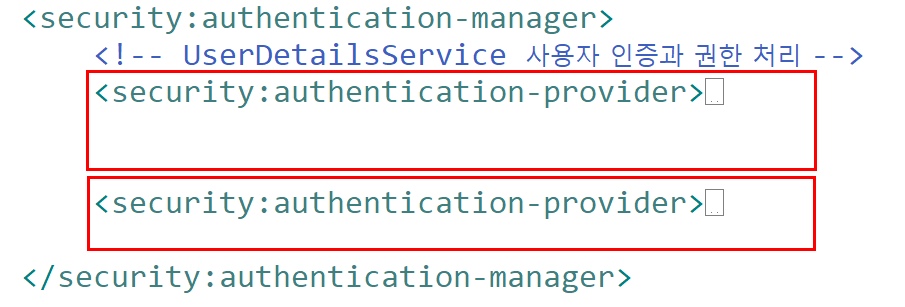 <security:authentication-manager>
<!-- UserDetailsService 사용자 인증과 권한 처리 -->
<security:authentication-provider>
<security:authentication-provider>
</security:authentication-manager>